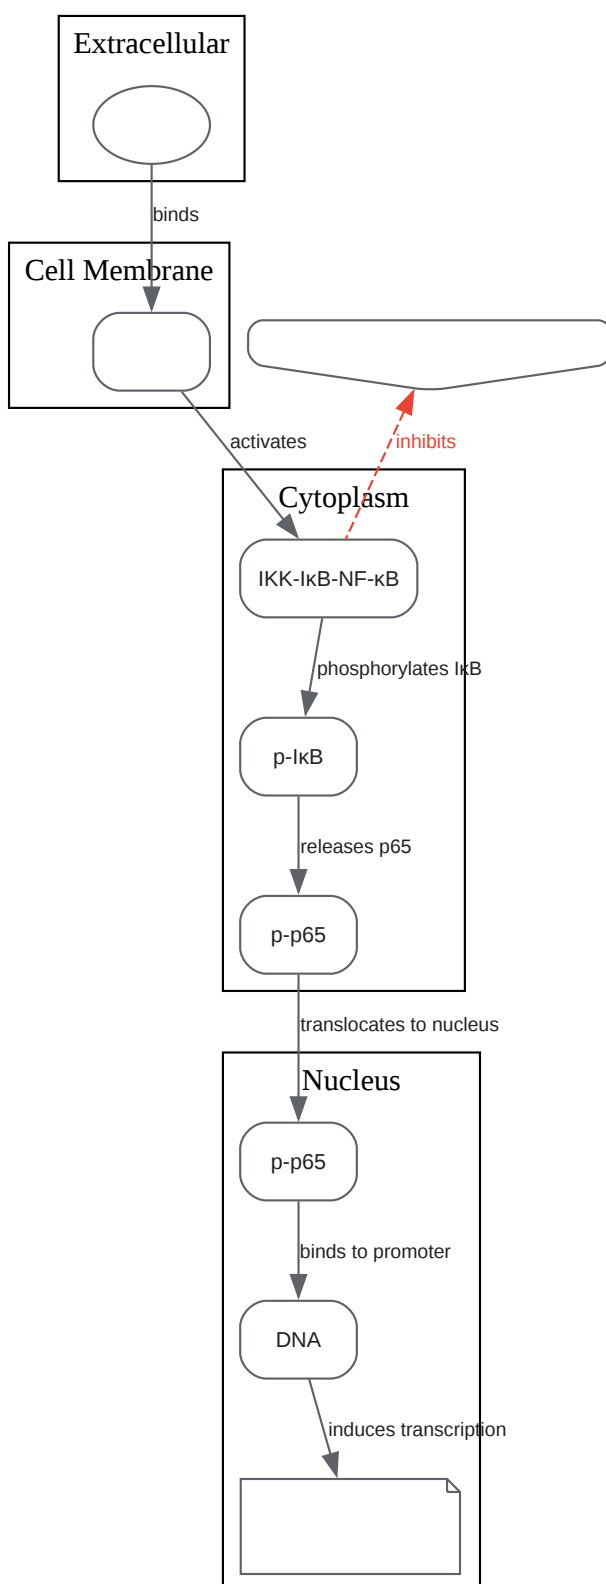 Extracellular
binds
Cell Membrane
activates
inhibits
Cytoplasm
IKK-IκB-NF-κB
phosphorylates IκB
p-IκB
releases p65
p-p65
translocates to nucleus
Nucleus
p-p65
binds to promoter
DNA
induces transcription